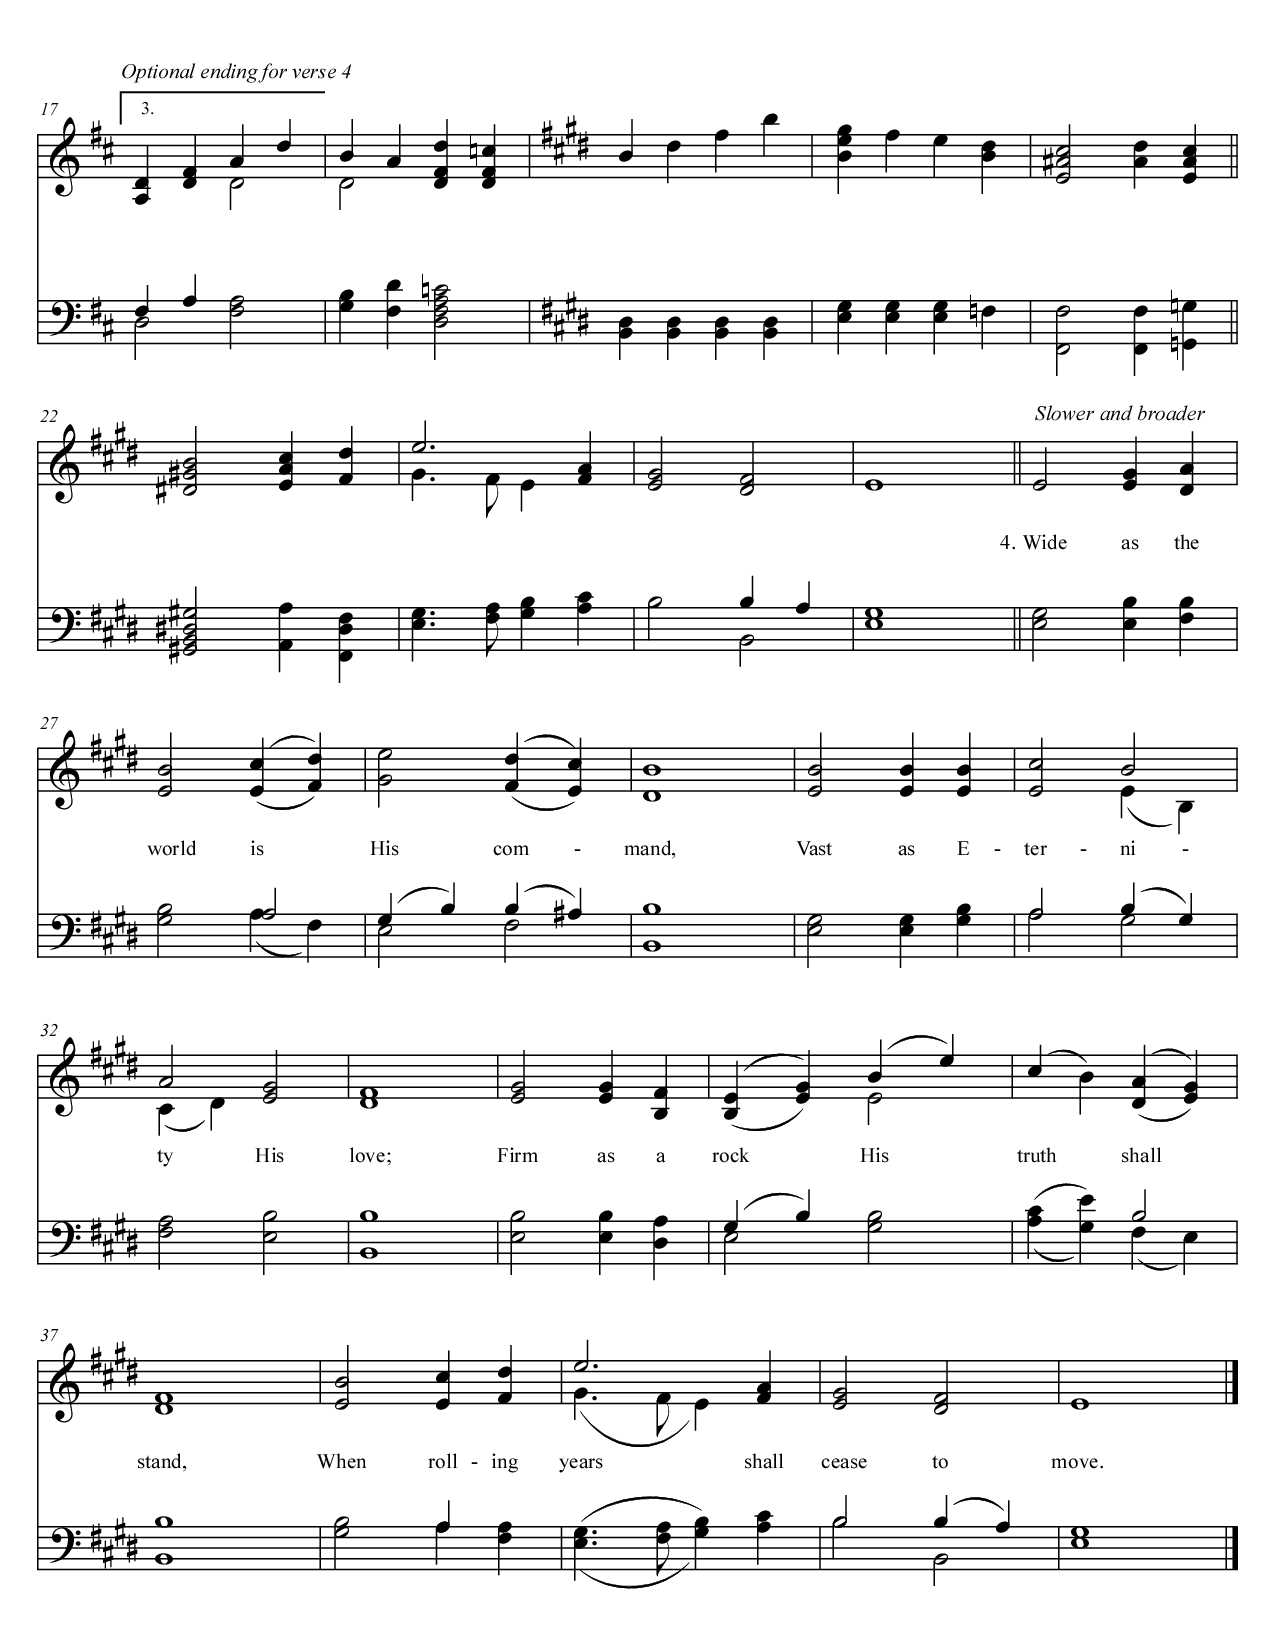 Optional ending for verse 4
17
3.
22
Slower and broader
4. Wide as the
27
world is His com - mand, Vast as E - ter - ni -
32
ty His love; Firm as a rock His truth shall
37
stand, When roll - ing years shall cease to move.